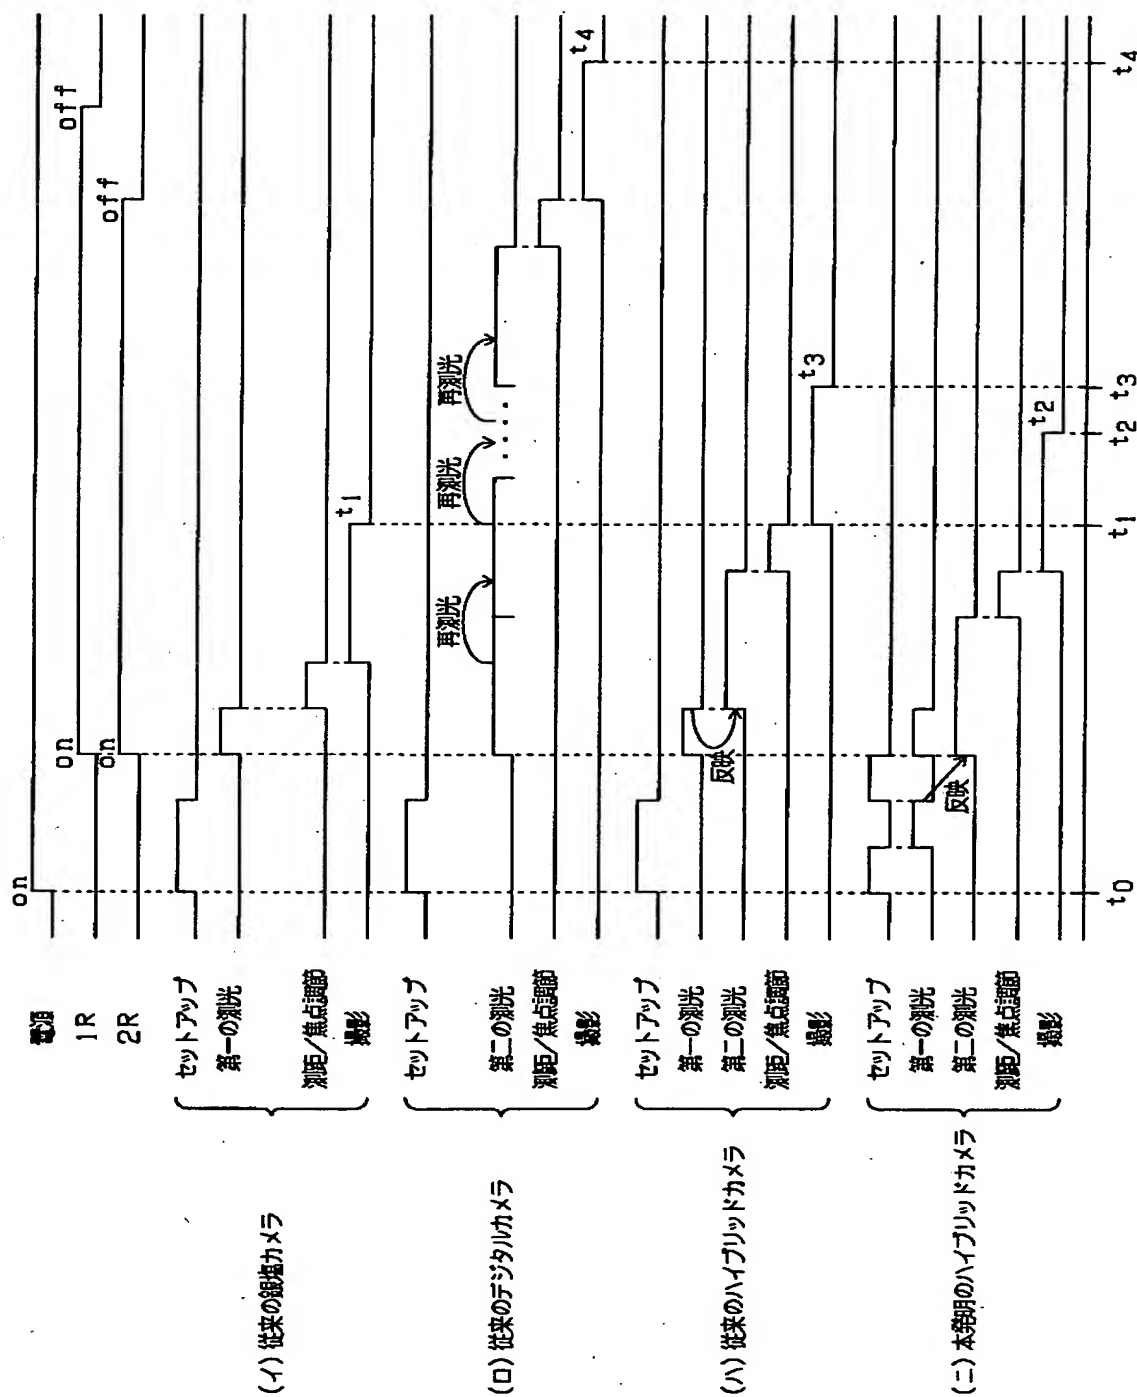 電源
on
1R
on
off
2R
on
off
(イ)従来の銀塩カメラ
セットアップ
第一の測光
測距/焦点調節
撮影
t1
(ロ)従来のデジタルカメラ
セットアップ
第二の測光
再測光
再測光
再測光
測距/焦点調節
撮影
t4
(ハ)従来のハイブリッドカメラ
セットアップ
第一の測光
第二の測光
反映
測距/焦点調節
撮影
t3
(ニ)本発明のハイブリッドカメラ
セットアップ
第一の測光
第二の測光
反映
測距/焦点調節
撮影
t2
t0
t1
t2
t3
t4